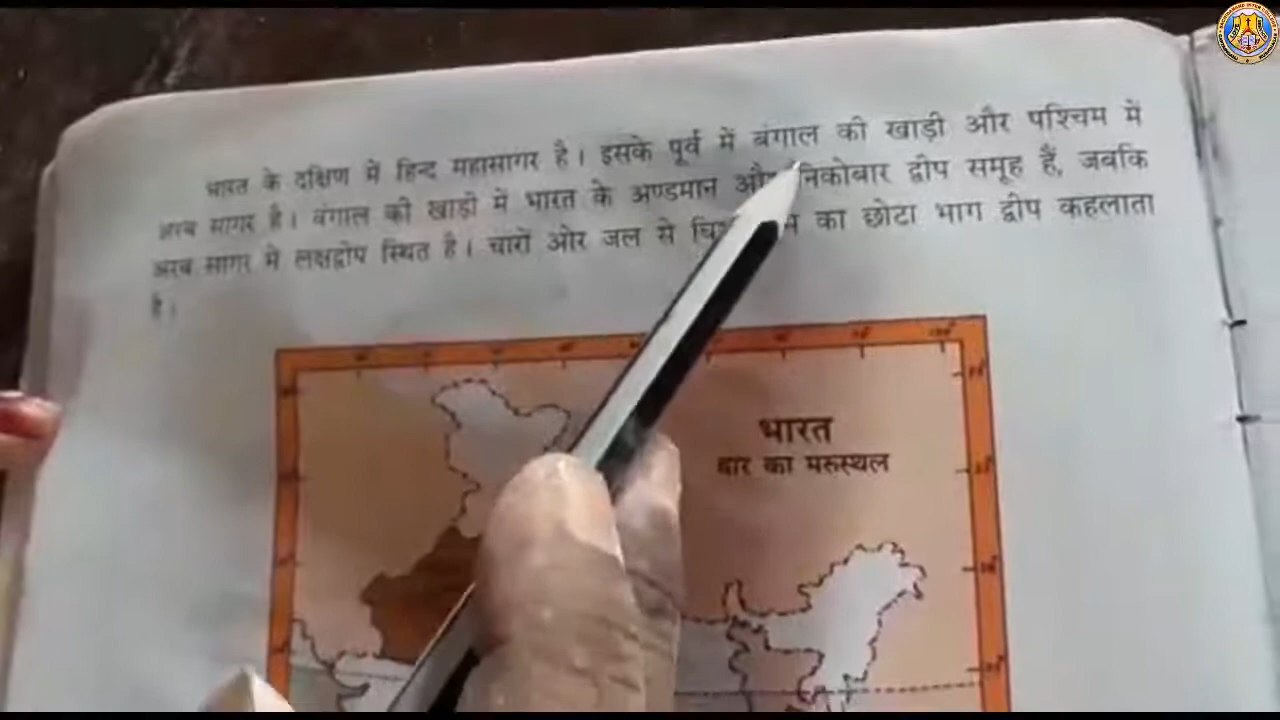 भारत के दक्षिण में हिन्द महासागर है। इसके पूर्व में बंगाल की खाड़ी और पश्चिम में
अरब सागर है। बंगाल की खाड़ी में भारत के अण्डमान और निकोबार द्वीप समूह हैं, जबकि
अरब सागर में लक्षद्वीप स्थित है। चारों ओर जल से का छोटा भाग द्वीप कहलाता
है।
भारत
थार का मरुस्थल